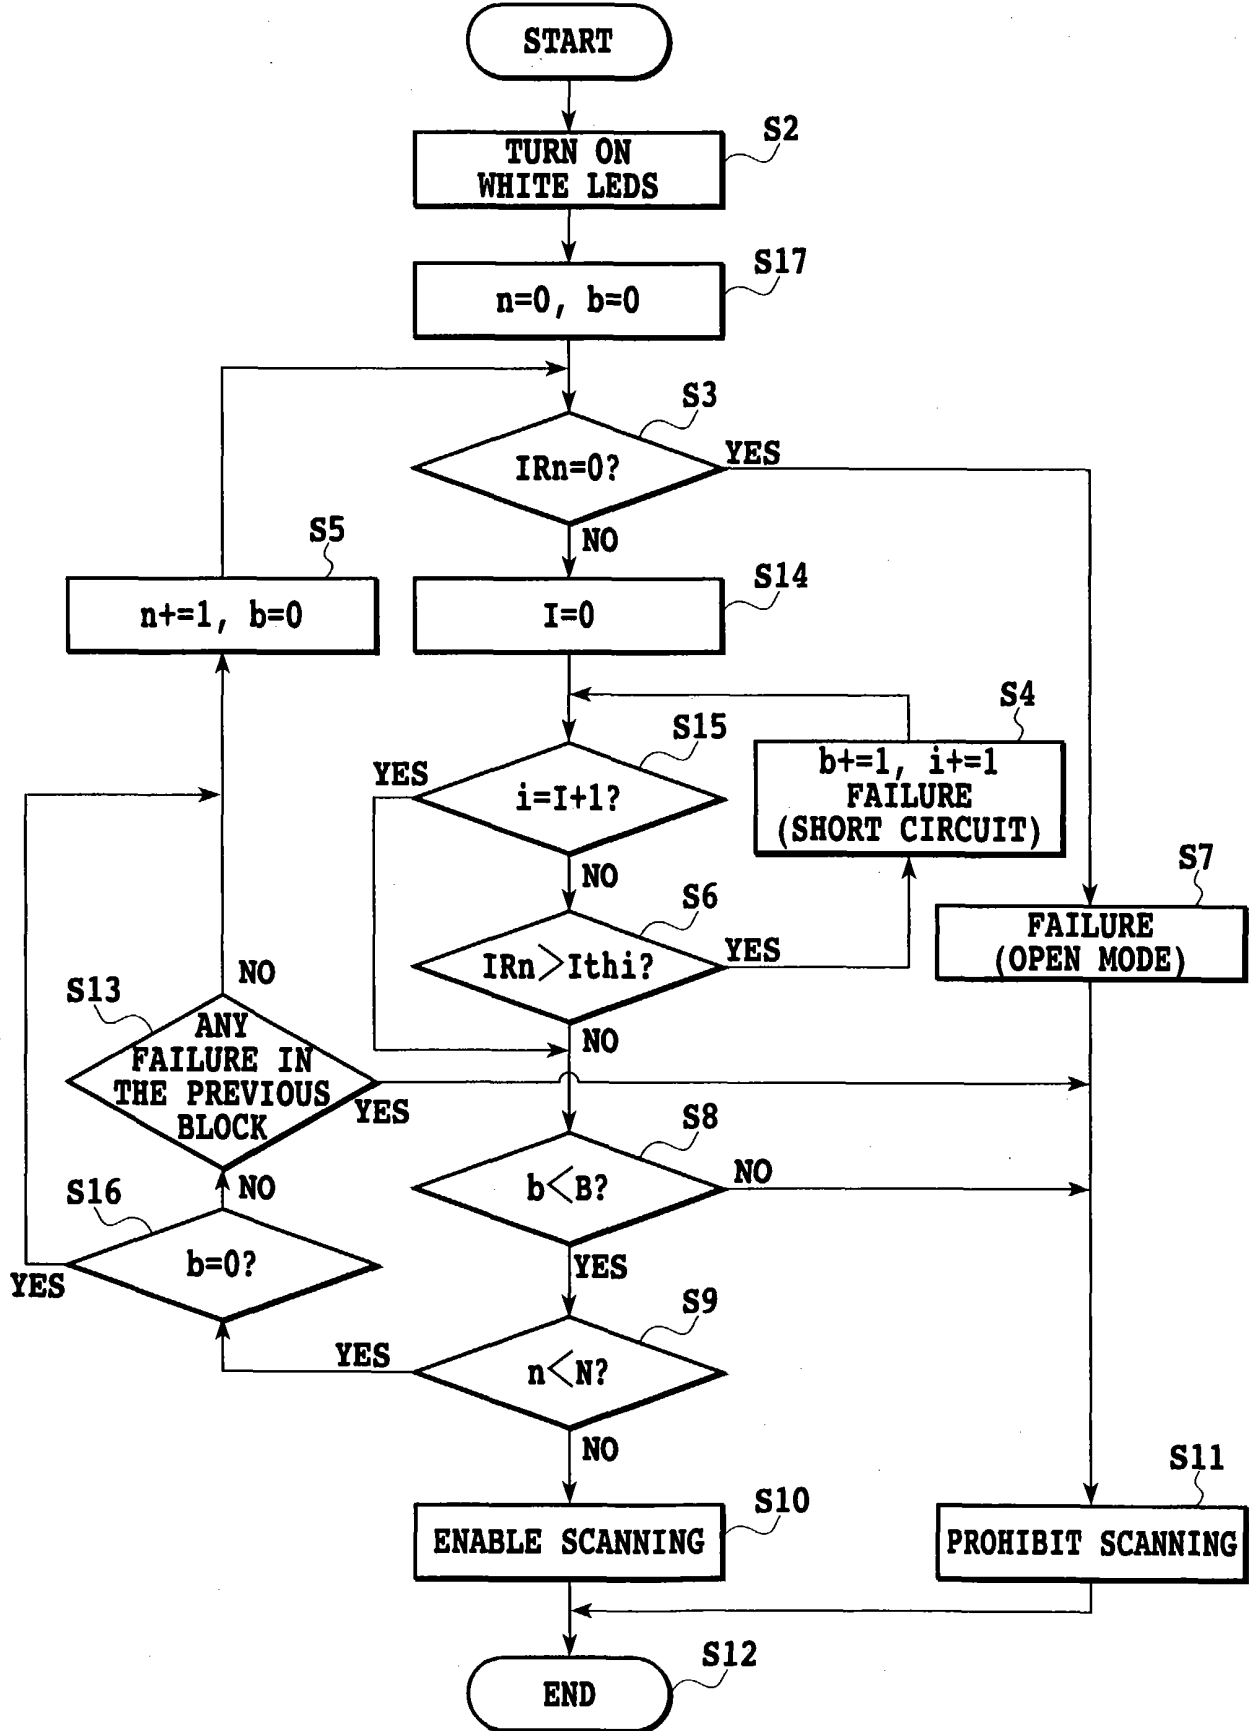 START
S2
TURN ON
WHITE LEDS
S17
n=0, b=0
S3
IRn=0?
YES
NO
S5
n+=1, b=0
S14
I=0
S4
b+=1, i+=1
FAILURE
(SHORT CIRCUIT)
S15
YES
i=I+1?
NO
S6
IRn>Ithi?
YES
NO
S7
FAILURE
(OPEN MODE)
NO
S13
ANY
FAILURE IN
THE PREVIOUS
BLOCK
YES
S8
b<B?
NO
YES
S16
NO
b=0?
YES
S9
YES
n<N?
NO
S10
ENABLE SCANNING
S11
PROHIBIT SCANNING
S12
END